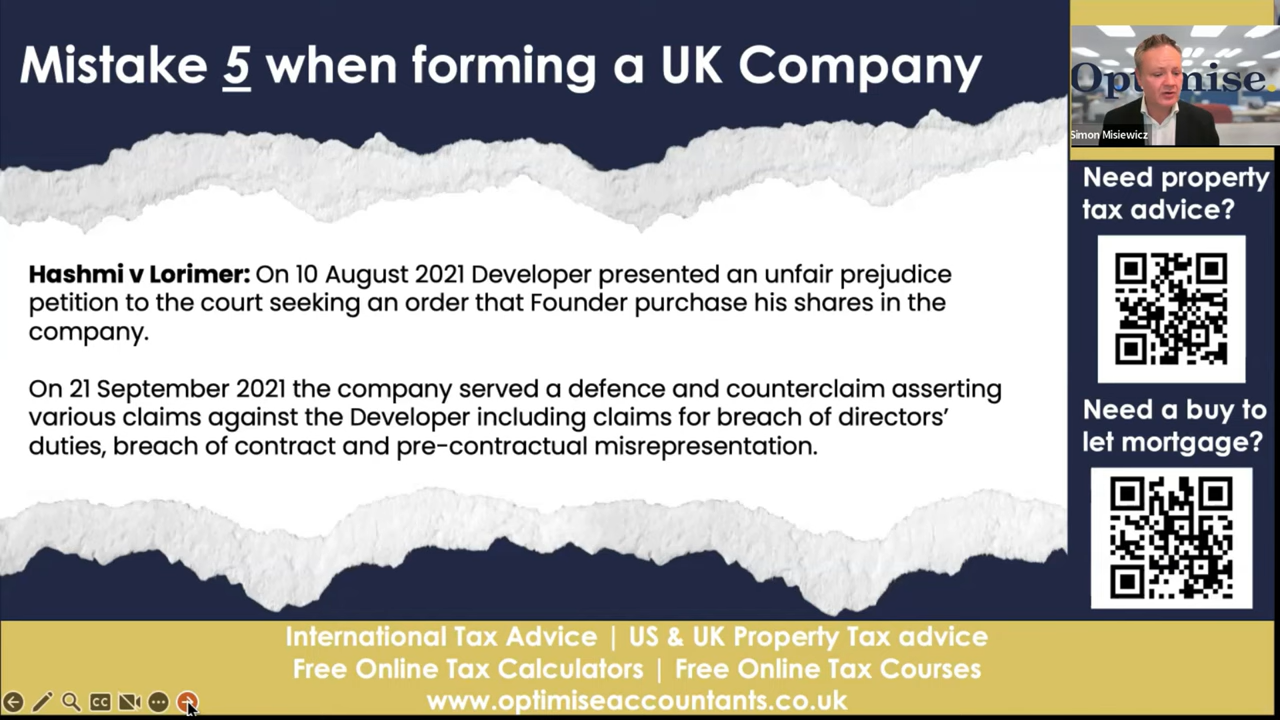 Mistake 5 when forming a UK Company
Hashmi v Lorimer: On 10 August 2021 Developer presented an unfair prejudice
petition to the court seeking an order that Founder purchase his shares in the
company.
On 21 September 2021 the company served a defence and counterclaim asserting
various claims against the Developer including claims for breach of directors’
duties, breach of contract and pre-contractual misrepresentation.
Simon Misiewicz
Need property
tax advice?
Need a buy to
let mortgage?
International Tax Advice | US & UK Property Tax advice
Free Online Tax Calculators | Free Online Tax Courses
www.optimiseaccountants.co.uk
CC